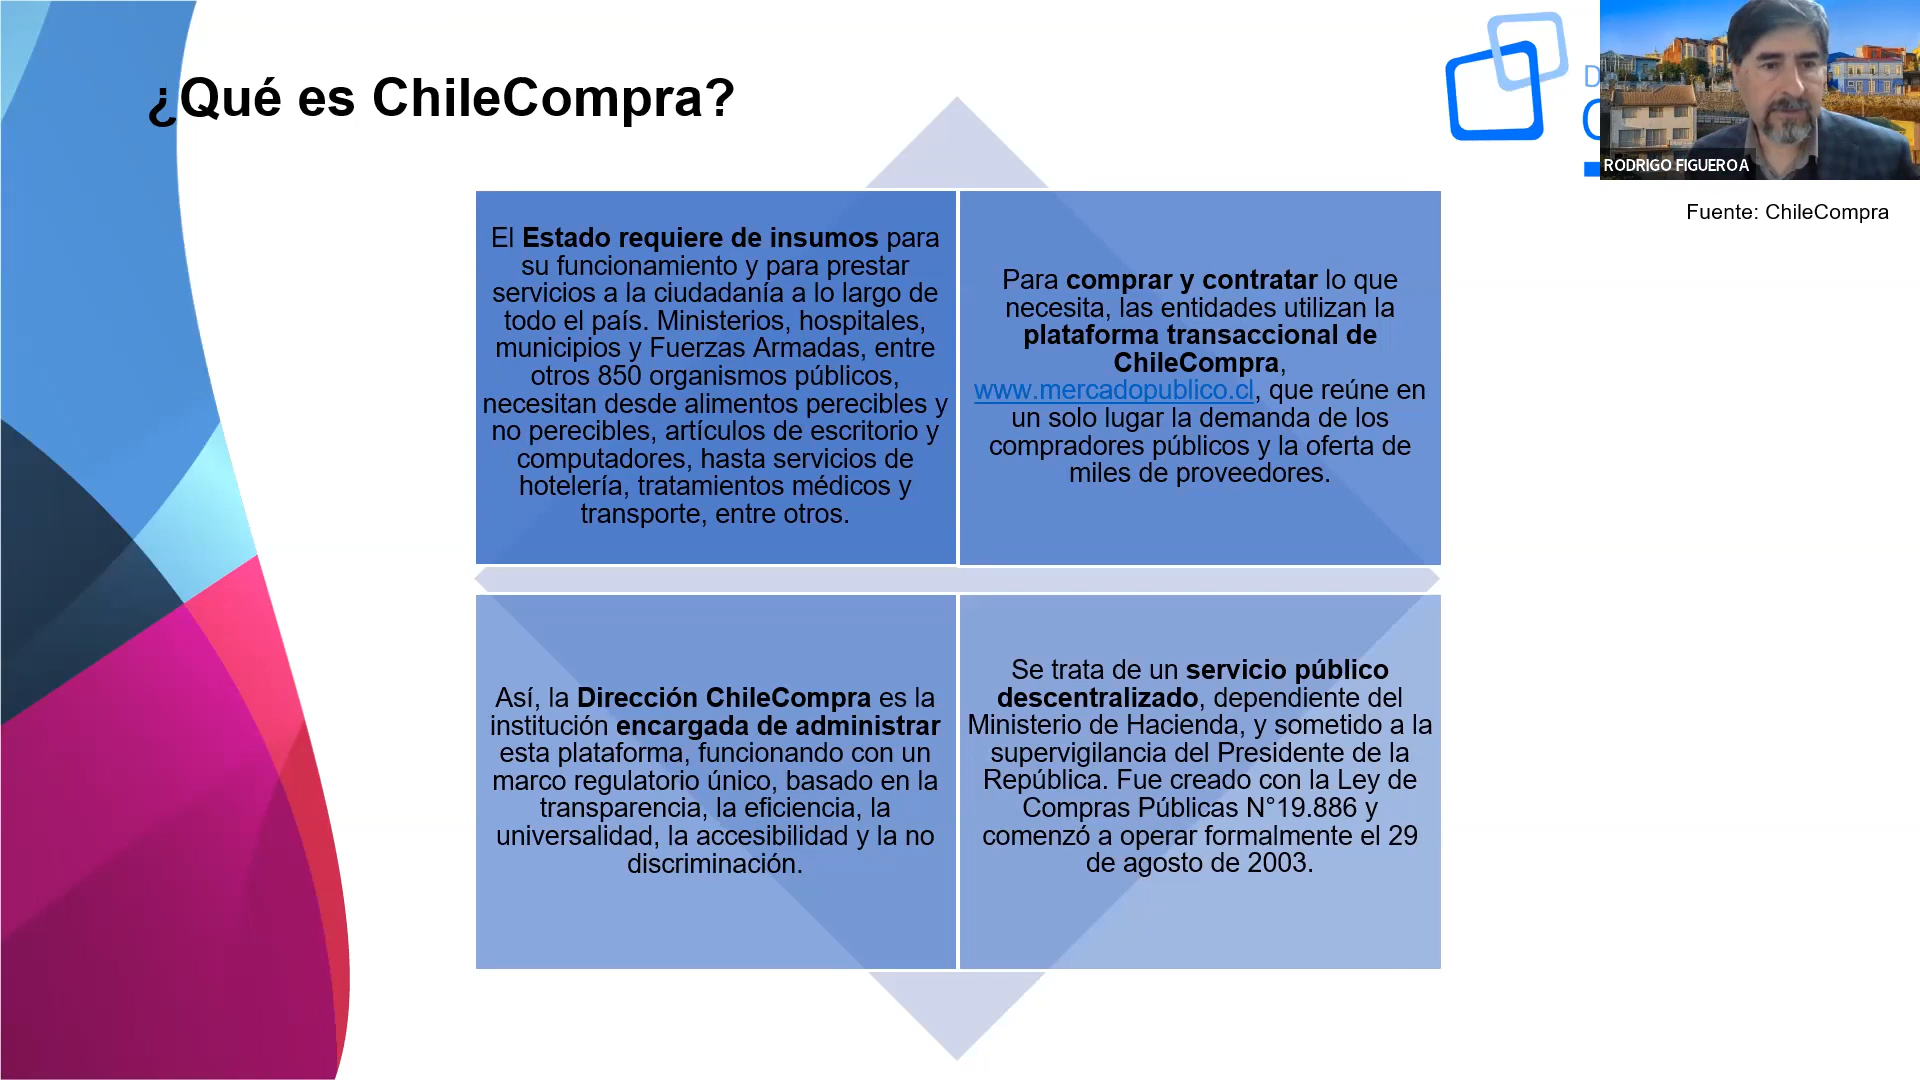 ¿Qué es ChileCompra?
RODRIGO FIGUEROA
Fuente: ChileCompra
El Estado requiere de insumos para
su funcionamiento y para prestar
servicios a la ciudadanía a lo largo de
todo el país. Ministerios, hospitales,
municipios y Fuerzas Armadas, entre
otros 850 organismos públicos,
necesitan desde alimentos perecibles y
no perecibles, artículos de escritorio y
computadores, hasta servicios de
hotelería, tratamientos médicos y
transporte, entre otros.
Para comprar y contratar lo que
necesita, las entidades utilizan la
plataforma transaccional de
ChileCompra,
www.mercadopublico.cl, que reúne en
un solo lugar la demanda de los
compradores públicos y la oferta de
miles de proveedores.
Así, la Dirección ChileCompra es la
institución encargada de administrar
esta plataforma, funcionando con un
marco regulatorio único, basado en la
transparencia, la eficiencia, la
universalidad, la accesibilidad y la no
discriminación.
Se trata de un servicio público
descentralizado, dependiente del
Ministerio de Hacienda, y sometido a la
supervigilancia del Presidente de la
República. Fue creado con la Ley de
Compras Públicas N°19.886 y
comenzó a operar formalmente el 29
de agosto de 2003.